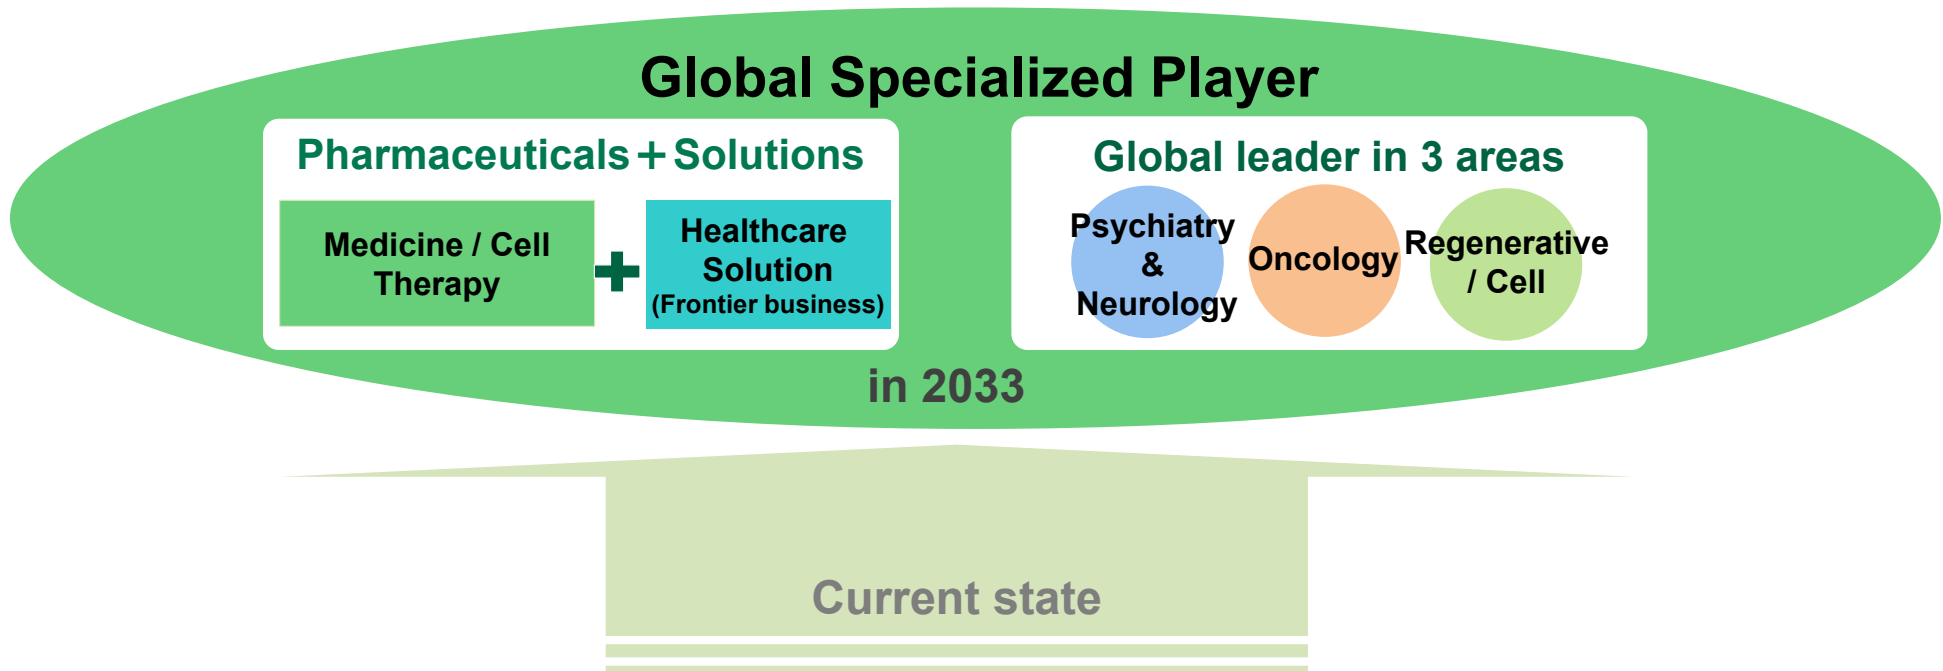 Global Specialized Player
Pharmaceuticals＋Solutions
Medicine / Cell
Therapy
Healthcare
Solution
(Frontier business)
Global leader in 3 areas
Psychiatry
&
Neurology
Oncology
Regenerative
/ Cell
in 2033
Current state